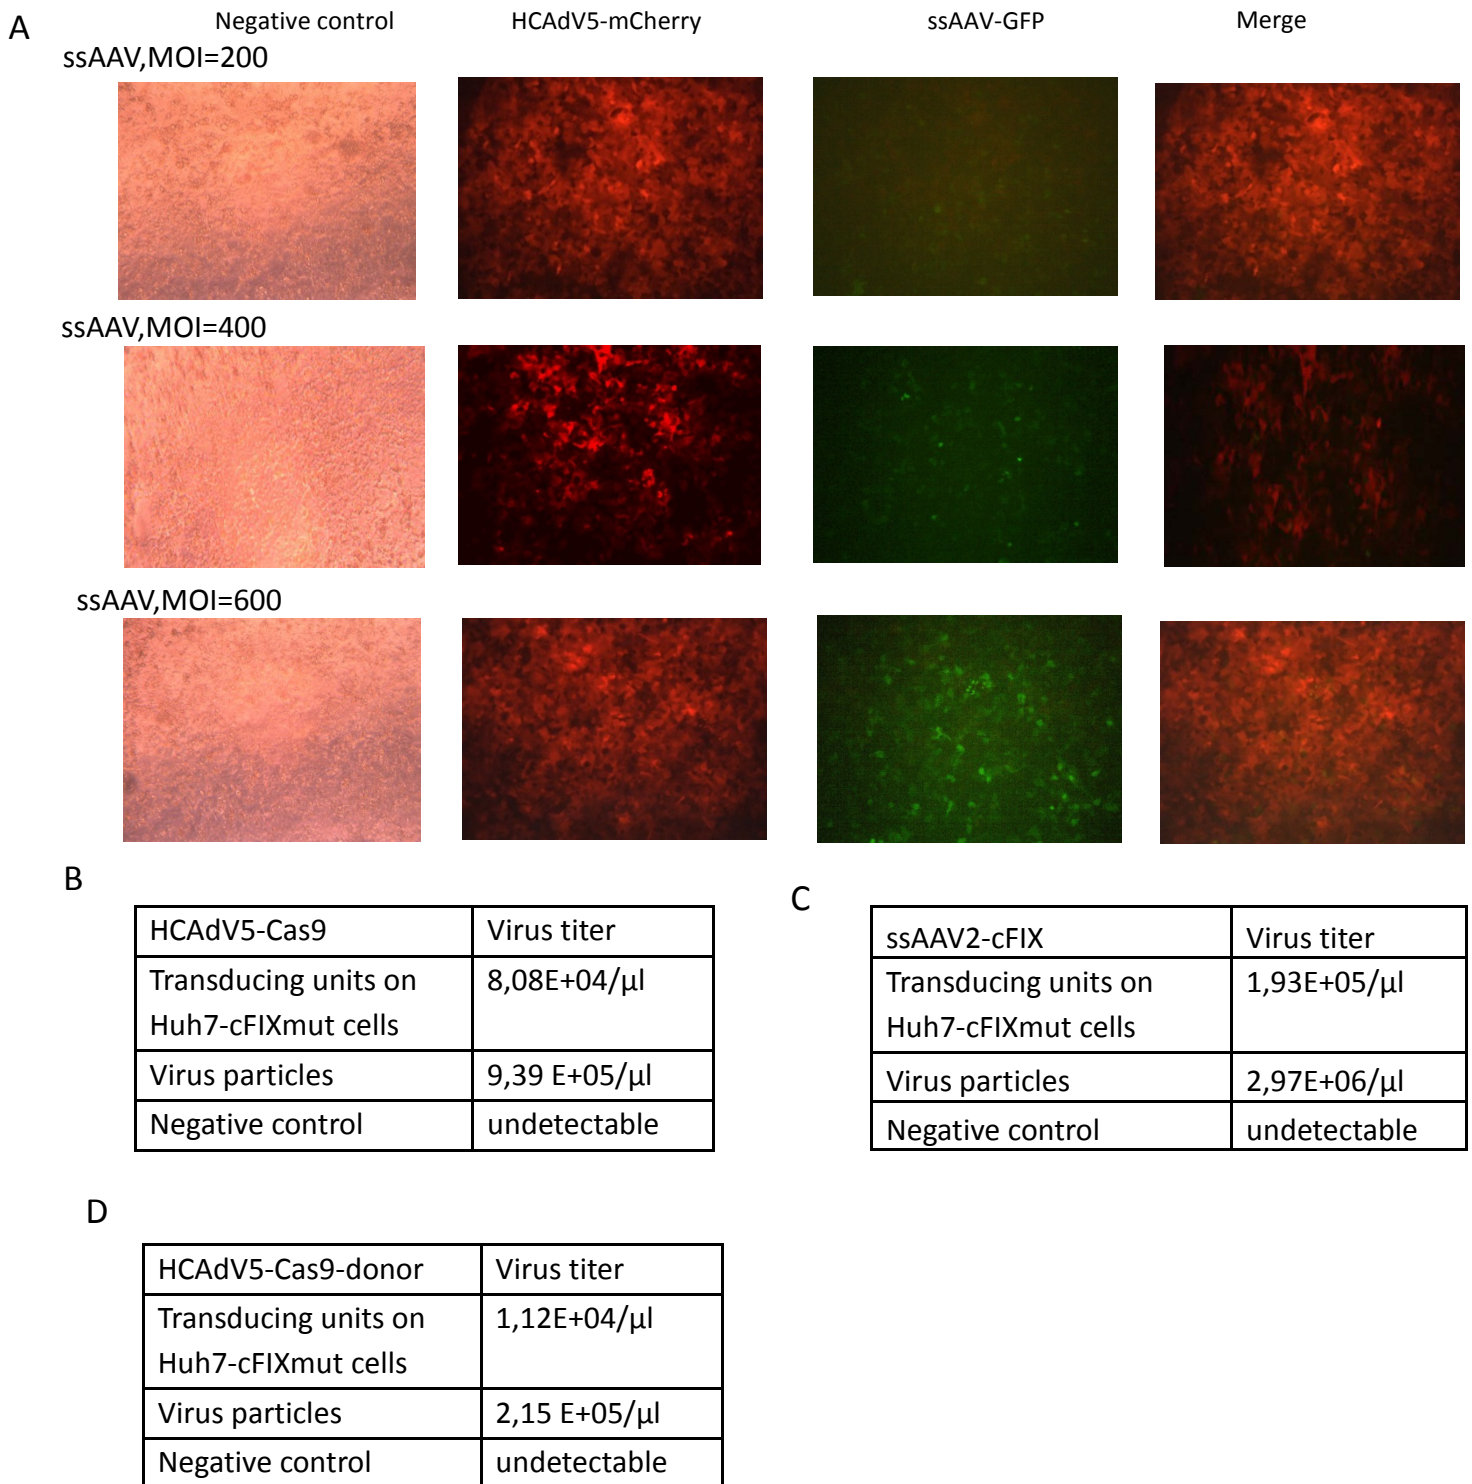 A
Negative control
HCAdV5-mCherry
ssAAV-GFP
Merge
ssAAV,MOI=200
ssAAV,MOI=400
ssAAV,MOI=600
B
HCAdV5-Cas9
Virus titer
Transducing units on
Huh7-cFIXmut cells
8,08E+04/µl
Virus particles
9,39 E+05/µl
Negative control
undetectable
C
ssAAV2-cFIX
Virus titer
Transducing units on
Huh7-cFIXmut cells
1,93E+05/µl
Virus particles
2,97E+06/µl
Negative control
undetectable
D
HCAdV5-Cas9-donor
Virus titer
Transducing units on
Huh7-cFIXmut cells
1,12E+04/µl
Virus particles
2,15 E+05/µl
Negative control
undetectable